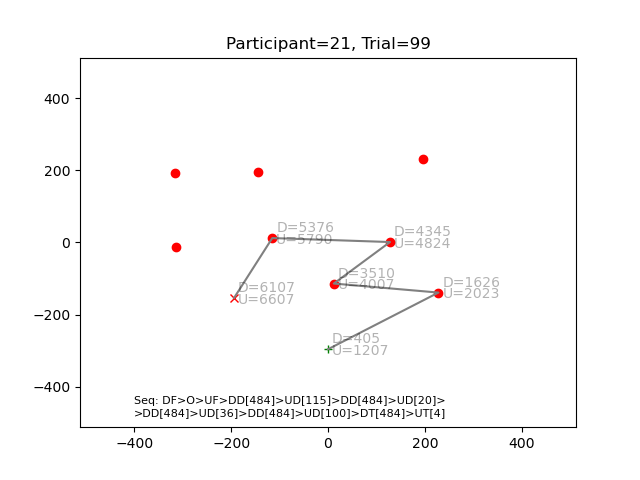 Participant=21, Trial=99
400
200
0
−200
−400
D=5376
U=5790
D=4345
U=4824
D=3510
U=4007
D=1626
U=2023
D=6107
U=6607
D=405
U=1207
Seq: DF>O>UF>DD[484]>UD[115]>DD[484]>UD[20]>
>DD[484]>UD[36]>DD[484]>UD[100]>DT[484]>UT[4]
−400
−200
0
200
400